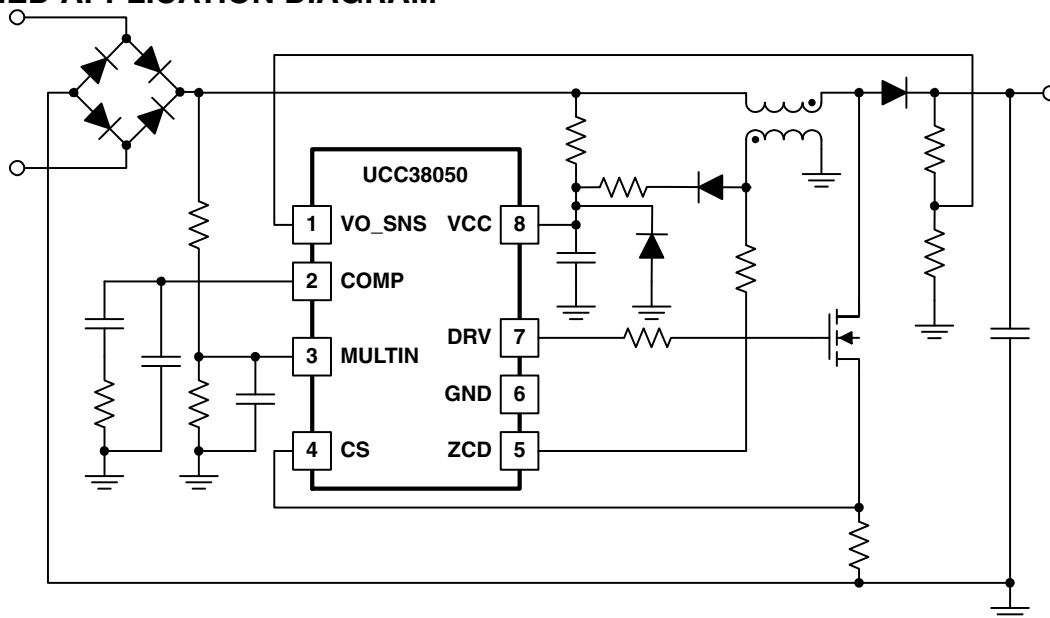 APPLICATION DIAGRAM
UCC38050
1 VO_SNS VCC 8
2 COMP
DRV 7
3 MULTIN
GND 6
4 CS ZCD 5